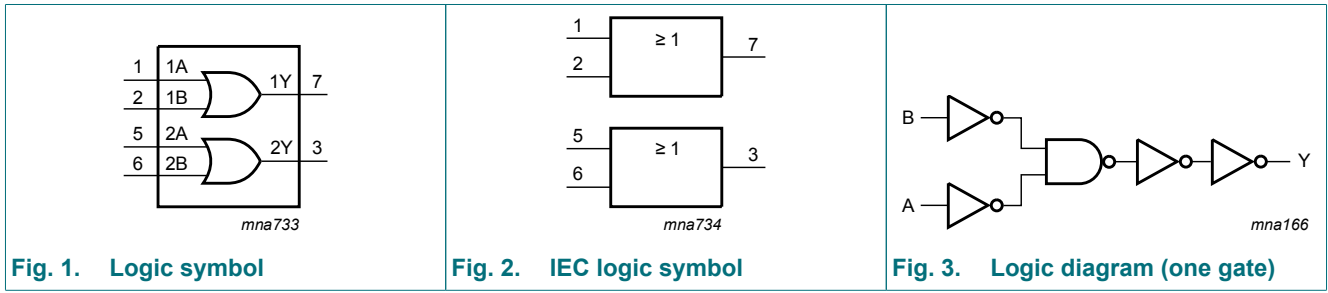 1 1A
2 1B
1Y 7
5 2A
6 2B
2Y 3
mna733
Fig. 1. Logic symbol
1
2
≥ 1
7
5
6
≥ 1
3
mna734
Fig. 2. IEC logic symbol
B
A
Y
mna166
Fig. 3. Logic diagram (one gate)